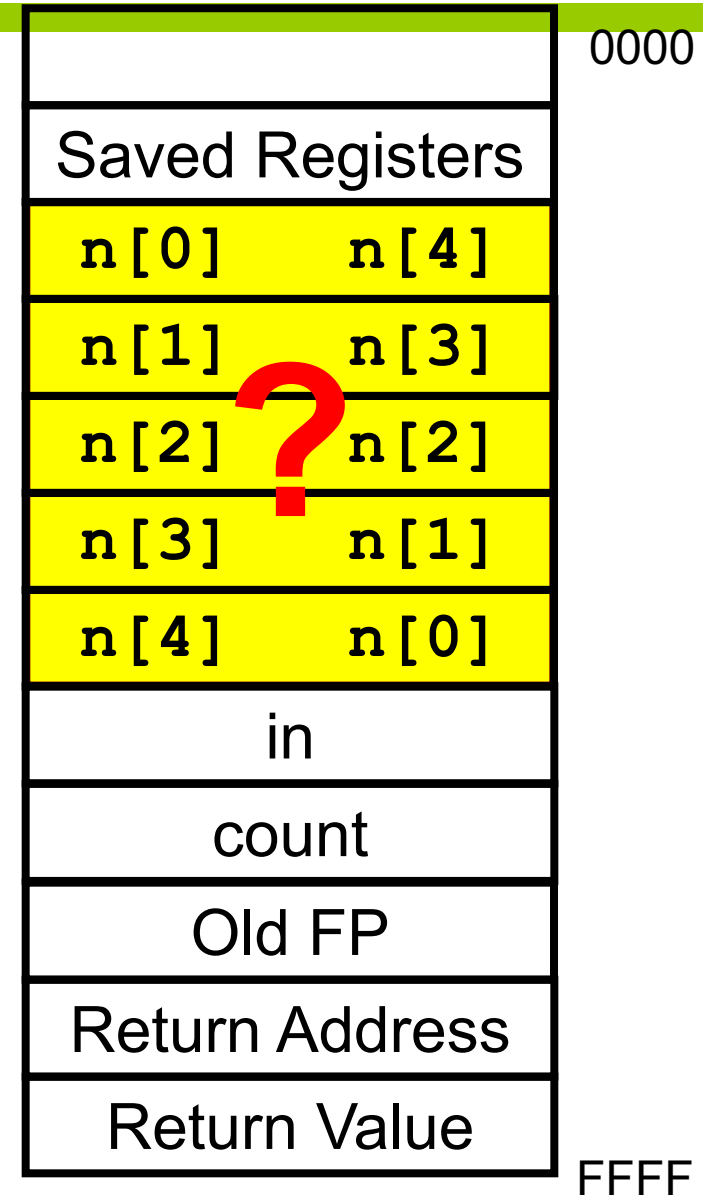 0000
Saved Registers
n[0] n[4]
n[1] n[3]
?
n[2] n[2]
n[3] n[1]
n[4] n[0]
in
count
Old FP
Return Address
Return Value
FFFF